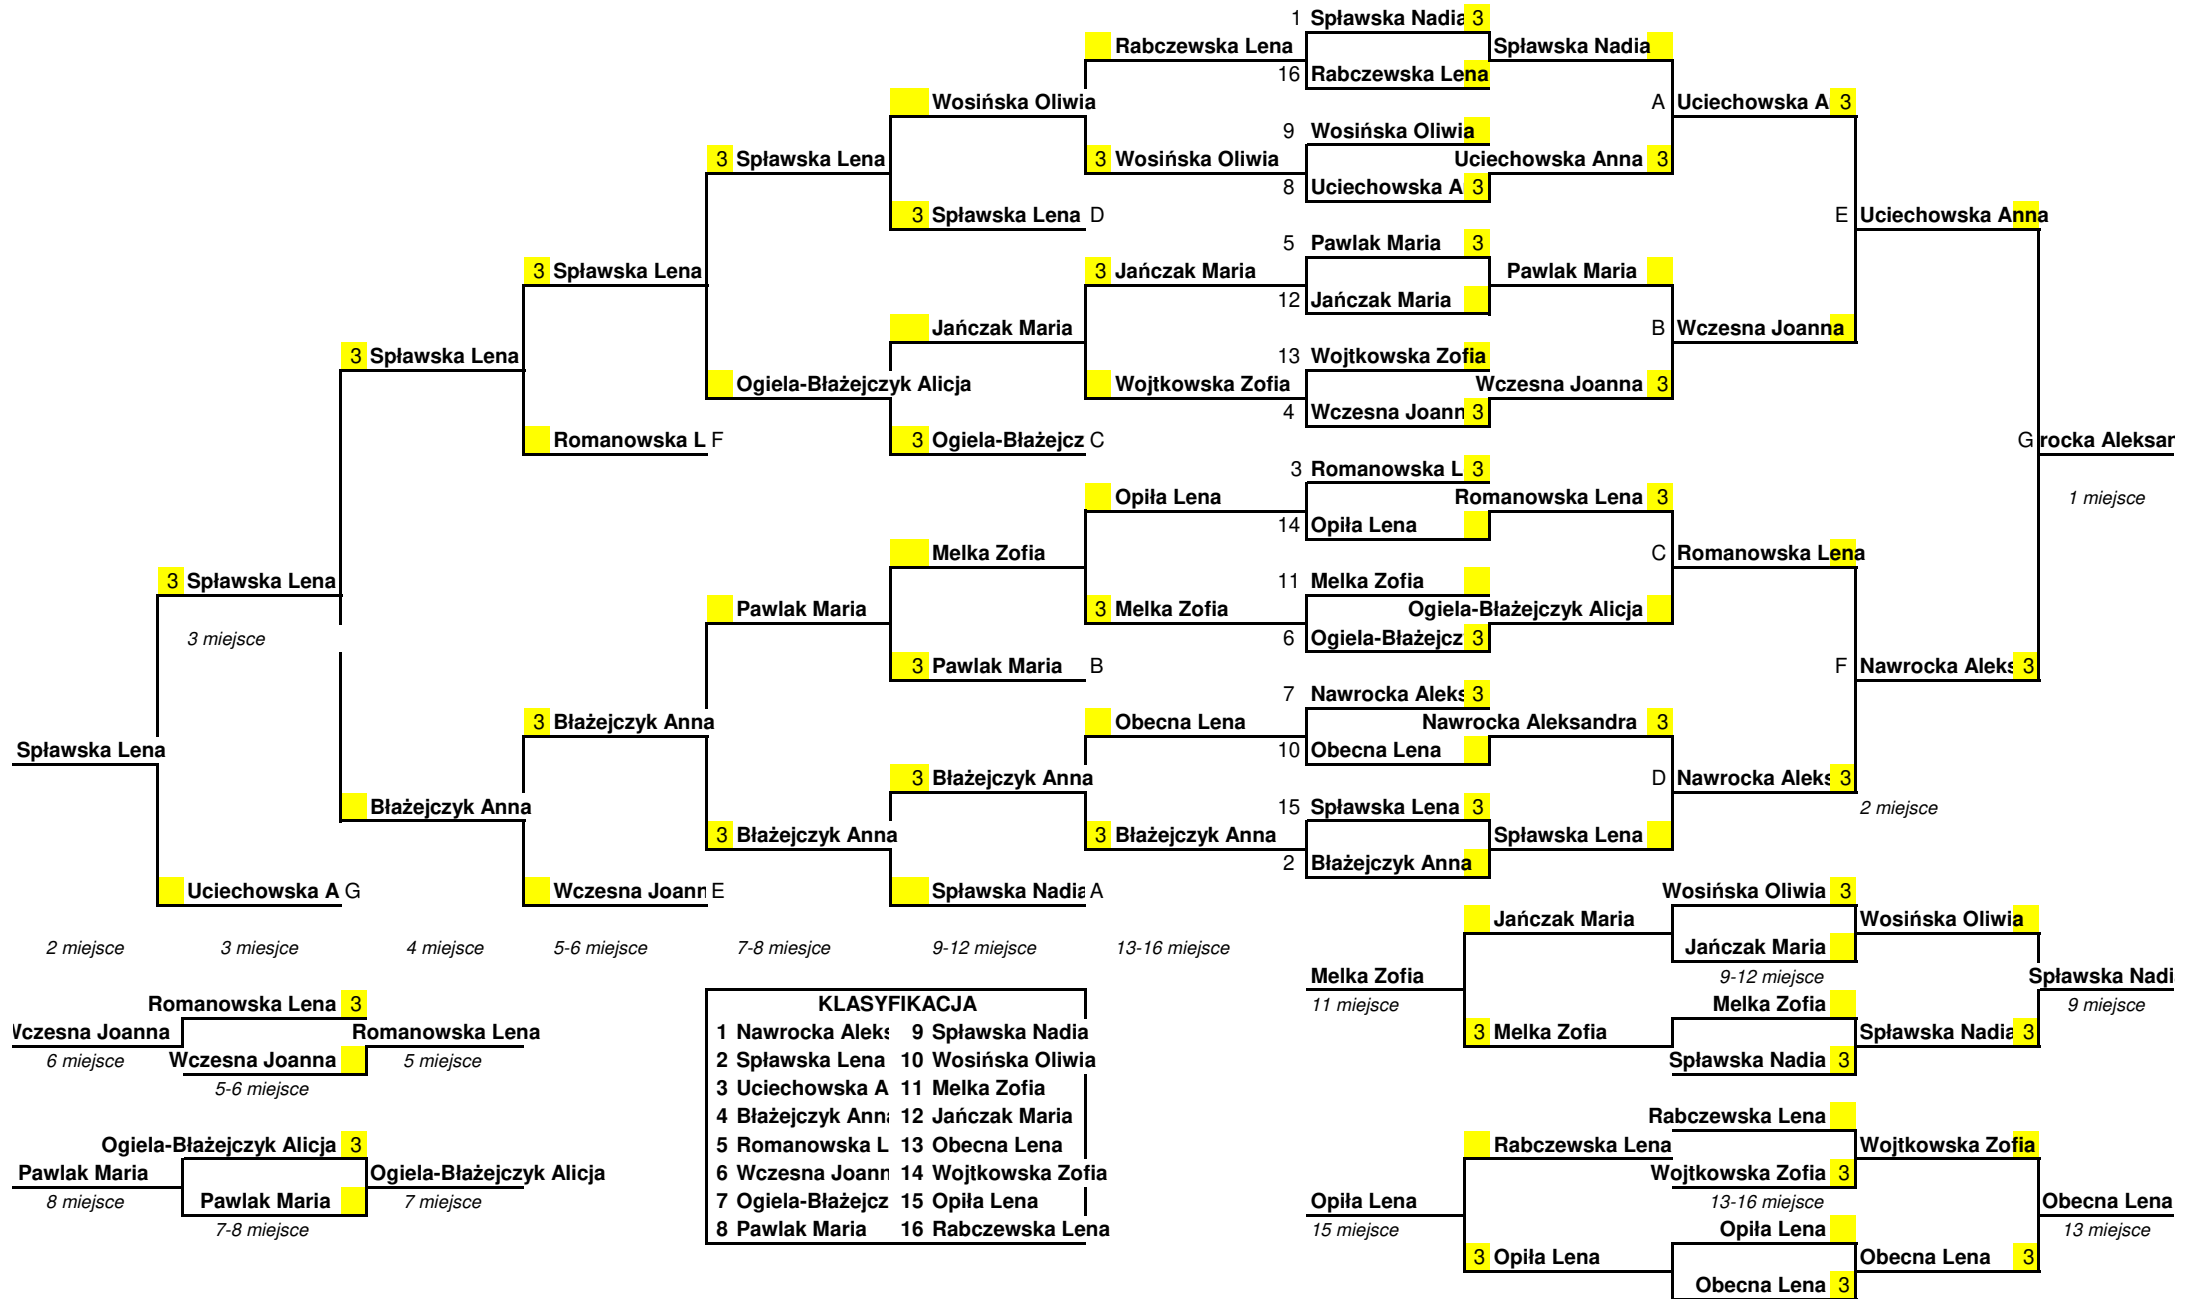 1 Spławska Nadia 3
Rabczewska Lena Spławska Nadia
16 Rabczewska Lena
Wosińska Oliwia A Uciechowska A 3
9 Wosińska Oliwia
3 Spławska Lena 3 Wosińska Oliwia Uciechowska Anna 3
8 Uciechowska A 3
3 Spławska Lena D E Uciechowska Anna
5 Pawlak Maria 3
3 Spławska Lena 3 Jańczak Maria Pawlak Maria
12 Jańczak Maria
Jańczak Maria B Wczesna Joanna
3 Spławska Lena 13 Wojtkowska Zofia
Ogiela-Błażejczyk Alicja Wojtkowska Zofia Wczesna Joanna 3
4 Wczesna Joann 3
Romanowska L F 3 Ogiela-Błażejcz C G rocka Aleksar
3 Romanowska L 3
Opiła Lena Romanowska Lena 3 1 miejsce
14 Opiła Lena
Melka Zofia C Romanowska Lena
3 Spławska Lena 11 Melka Zofia
Pawlak Maria 3 Melka Zofia Ogiela-Błażejczyk Alicja
3 miejsce 6 Ogiela-Błażejcz 3
3 Pawlak Maria B F Nawrocka Aleks 3
7 Nawrocka Aleks 3
3 Błażejczyk Anna Obecna Lena Nawrocka Aleksandra 3
Spławska Lena 10 Obecna Lena
3 Błażejczyk Anna D Nawrocka Aleks 3
Błażejczyk Anna 15 Spławska Lena 3 2 miejsce
3 Błażejczyk Anna 3 Błażejczyk Anna Spławska Lena
2 Błażejczyk Anna
Uciechowska A G Wczesna Joann E Spławska Nadia A Wosińska Oliwia 3
Jańczak Maria Wosińska Oliwia
2 miejsce 3 miesjce 4 miejsce 5-6 miejsce 7-8 miesjce 9-12 miejsce 13-16 miejsce Jańczak Maria
Melka Zofia 9-12 miejsce Spławska Nadi
Romanowska Lena 3 KLASYFIKACJA 11 miejsce Melka Zofia 9 miejsce
Wczesna Joanna Romanowska Lena 1 Nawrocka Aleks 9 Spławska Nadia 3 Melka Zofia Spławska Nadia 3
6 miejsce Wczesna Joanna 5 miejsce 2 Spławska Lena 10 Wosińska Oliwia Spławska Nadia 3
5-6 miejsce 3 Uciechowska A 11 Melka Zofia
4 Błażejczyk Anna 12 Jańczak Maria Rabczewska Lena
Ogiela-Błażejczyk Alicja 3 5 Romanowska L 13 Obecna Lena Rabczewska Lena Wojtkowska Zofia
Pawlak Maria Ogiela-Błażejczyk Alicja 6 Wczesna Joann 14 Wojtkowska Zofia Wojtkowska Zofia 3
8 miejsce Pawlak Maria 7 miejsce 7 Ogiela-Błażejcz 15 Opiła Lena Opiła Lena 13-16 miejsce Obecna Lena
7-8 miejsce 8 Pawlak Maria 16 Rabczewska Lena 15 miejsce Opiła Lena 13 miejsce
3 Opiła Lena Obecna Lena 3
Obecna Lena 3